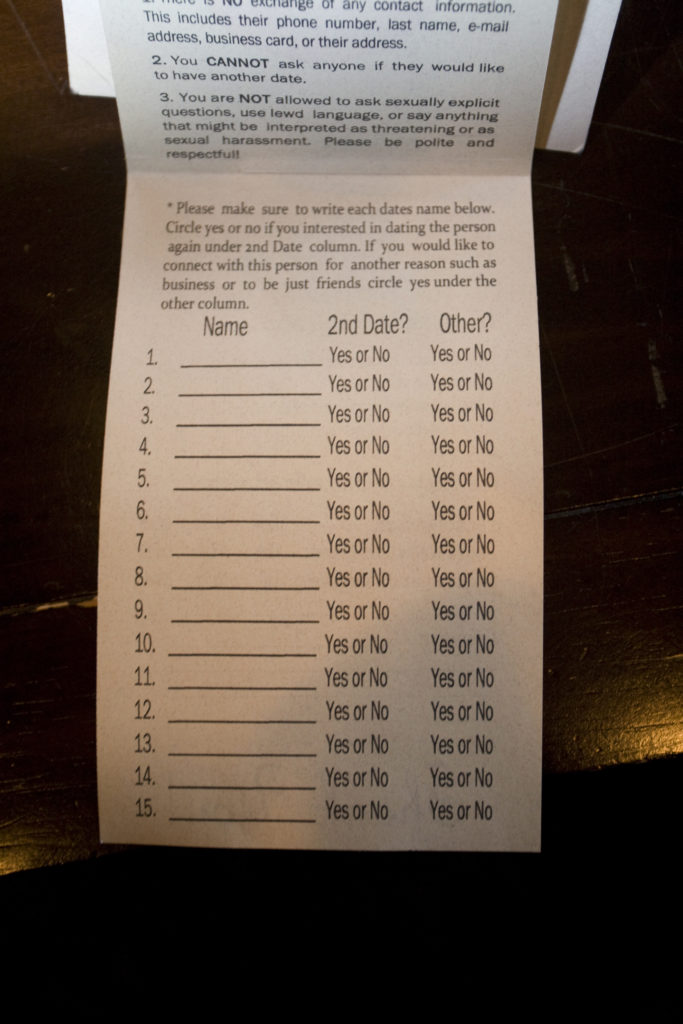 1. There is NO exchange of any contact information.
This includes their phone number, last name, e-mail
address, business card, or their address.
2. You CANNOT ask anyone if they would like
to have another date.
3. You are NOT allowed to ask sexually explicit
questions, use lewd language, or say anything
that might be interpreted as threatening or as
sexual harassment. Please be polite and
respectful!
* Please make sure to write each dates name below.
Circle yes or no if you interested in dating the person
again under 2nd Date column. If you would like to
connect with this person for another reason such as
business or to be just friends circle yes under the
other column.
Name 2nd Date? Other?
1. Yes or No Yes or No
2. Yes or No Yes or No
3. Yes or No Yes or No
4. Yes or No Yes or No
5. Yes or No Yes or No
6. Yes or No Yes or No
7. Yes or No Yes or No
8. Yes or No Yes or No
9. Yes or No Yes or No
10. Yes or No Yes or No
11. Yes or No Yes or No
12. Yes or No Yes or No
13. Yes or No Yes or No
14. Yes or No Yes or No
15. Yes or No Yes or No